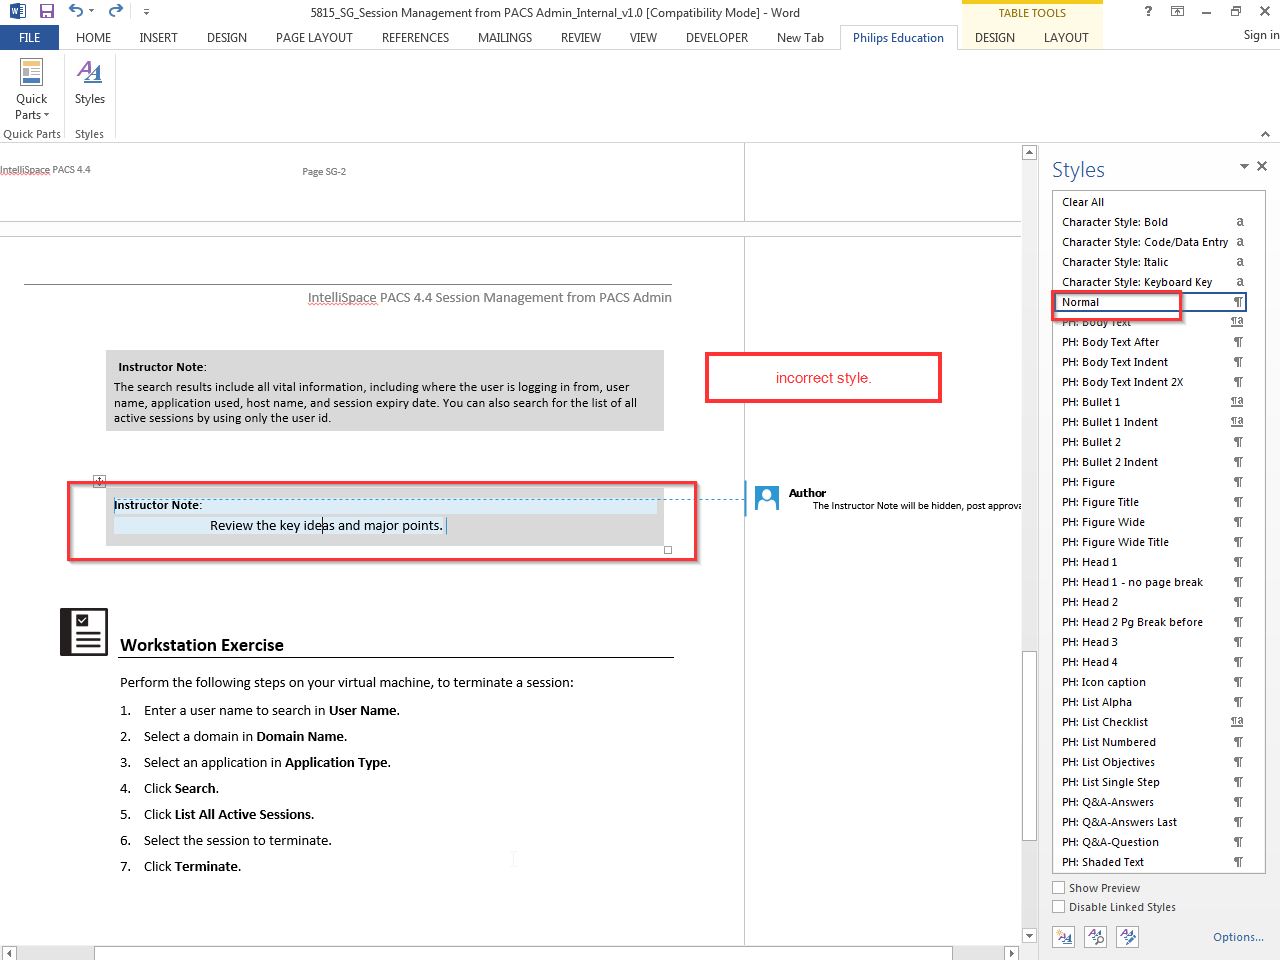 5815_SG_Session Management from PACS Admin_Internal_v1.0 [Compatibility Mode] - Word
TABLE TOOLS
FILE HOME INSERT DESIGN PAGE LAYOUT REFERENCES MAILINGS REVIEW VIEW DEVELOPER New Tab Philips Education DESIGN LAYOUT Sign in
Quick Parts
Styles
Quick Parts
Styles
IntelliSpace PACS 4.4
Page SG-2
IntelliSpace PACS 4.4 Session Management from PACS Admin
Instructor Note:
The search results include all vital information, including where the user is logging in from, user
name, application used, host name, and session expiry date. You can also search for the list of all
active sessions by using only the user id.
incorrect style.
Instructor Note:
Review the key ideas and major points.
Author
The Instructor Note will be hidden, post approva
Workstation Exercise
Perform the following steps on your virtual machine, to terminate a session:
1. Enter a user name to search in User Name.
2. Select a domain in Domain Name.
3. Select an application in Application Type.
4. Click Search.
5. Click List All Active Sessions.
6. Select the session to terminate.
7. Click Terminate.
Styles
Clear All
Character Style: Bold a
Character Style: Code/Data Entry a
Character Style: Italic a
Character Style: Keyboard Key a
Normal ¶
PH: Body Text ¶a
PH: Body Text After ¶
PH: Body Text Indent ¶
PH: Body Text Indent 2X ¶
PH: Bullet 1 ¶a
PH: Bullet 1 Indent ¶a
PH: Bullet 2 ¶
PH: Bullet 2 Indent ¶
PH: Figure ¶
PH: Figure Title ¶
PH: Figure Wide ¶
PH: Figure Wide Title ¶
PH: Head 1 ¶
PH: Head 1 - no page break ¶
PH: Head 2 ¶
PH: Head 2 Pg Break before ¶
PH: Head 3 ¶
PH: Head 4 ¶
PH: Icon caption ¶
PH: List Alpha ¶
PH: List Checklist ¶a
PH: List Numbered ¶
PH: List Objectives ¶
PH: List Single Step ¶
PH: Q&A-Answers ¶
PH: Q&A-Answers Last ¶
PH: Q&A-Question ¶
PH: Shaded Text ¶
Show Preview
Disable Linked Styles
Options...